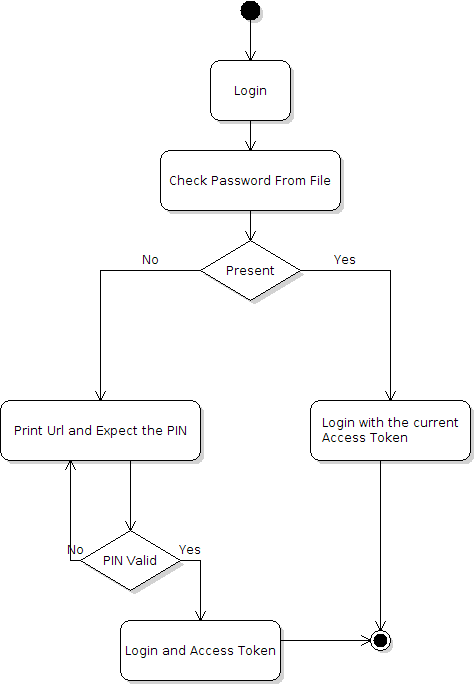 Login
Check Password From File
Present
No
Yes
Print Url and Expect the PIN
Login with the current
Access Token
PIN Valid
No
Yes
Login and Access Token